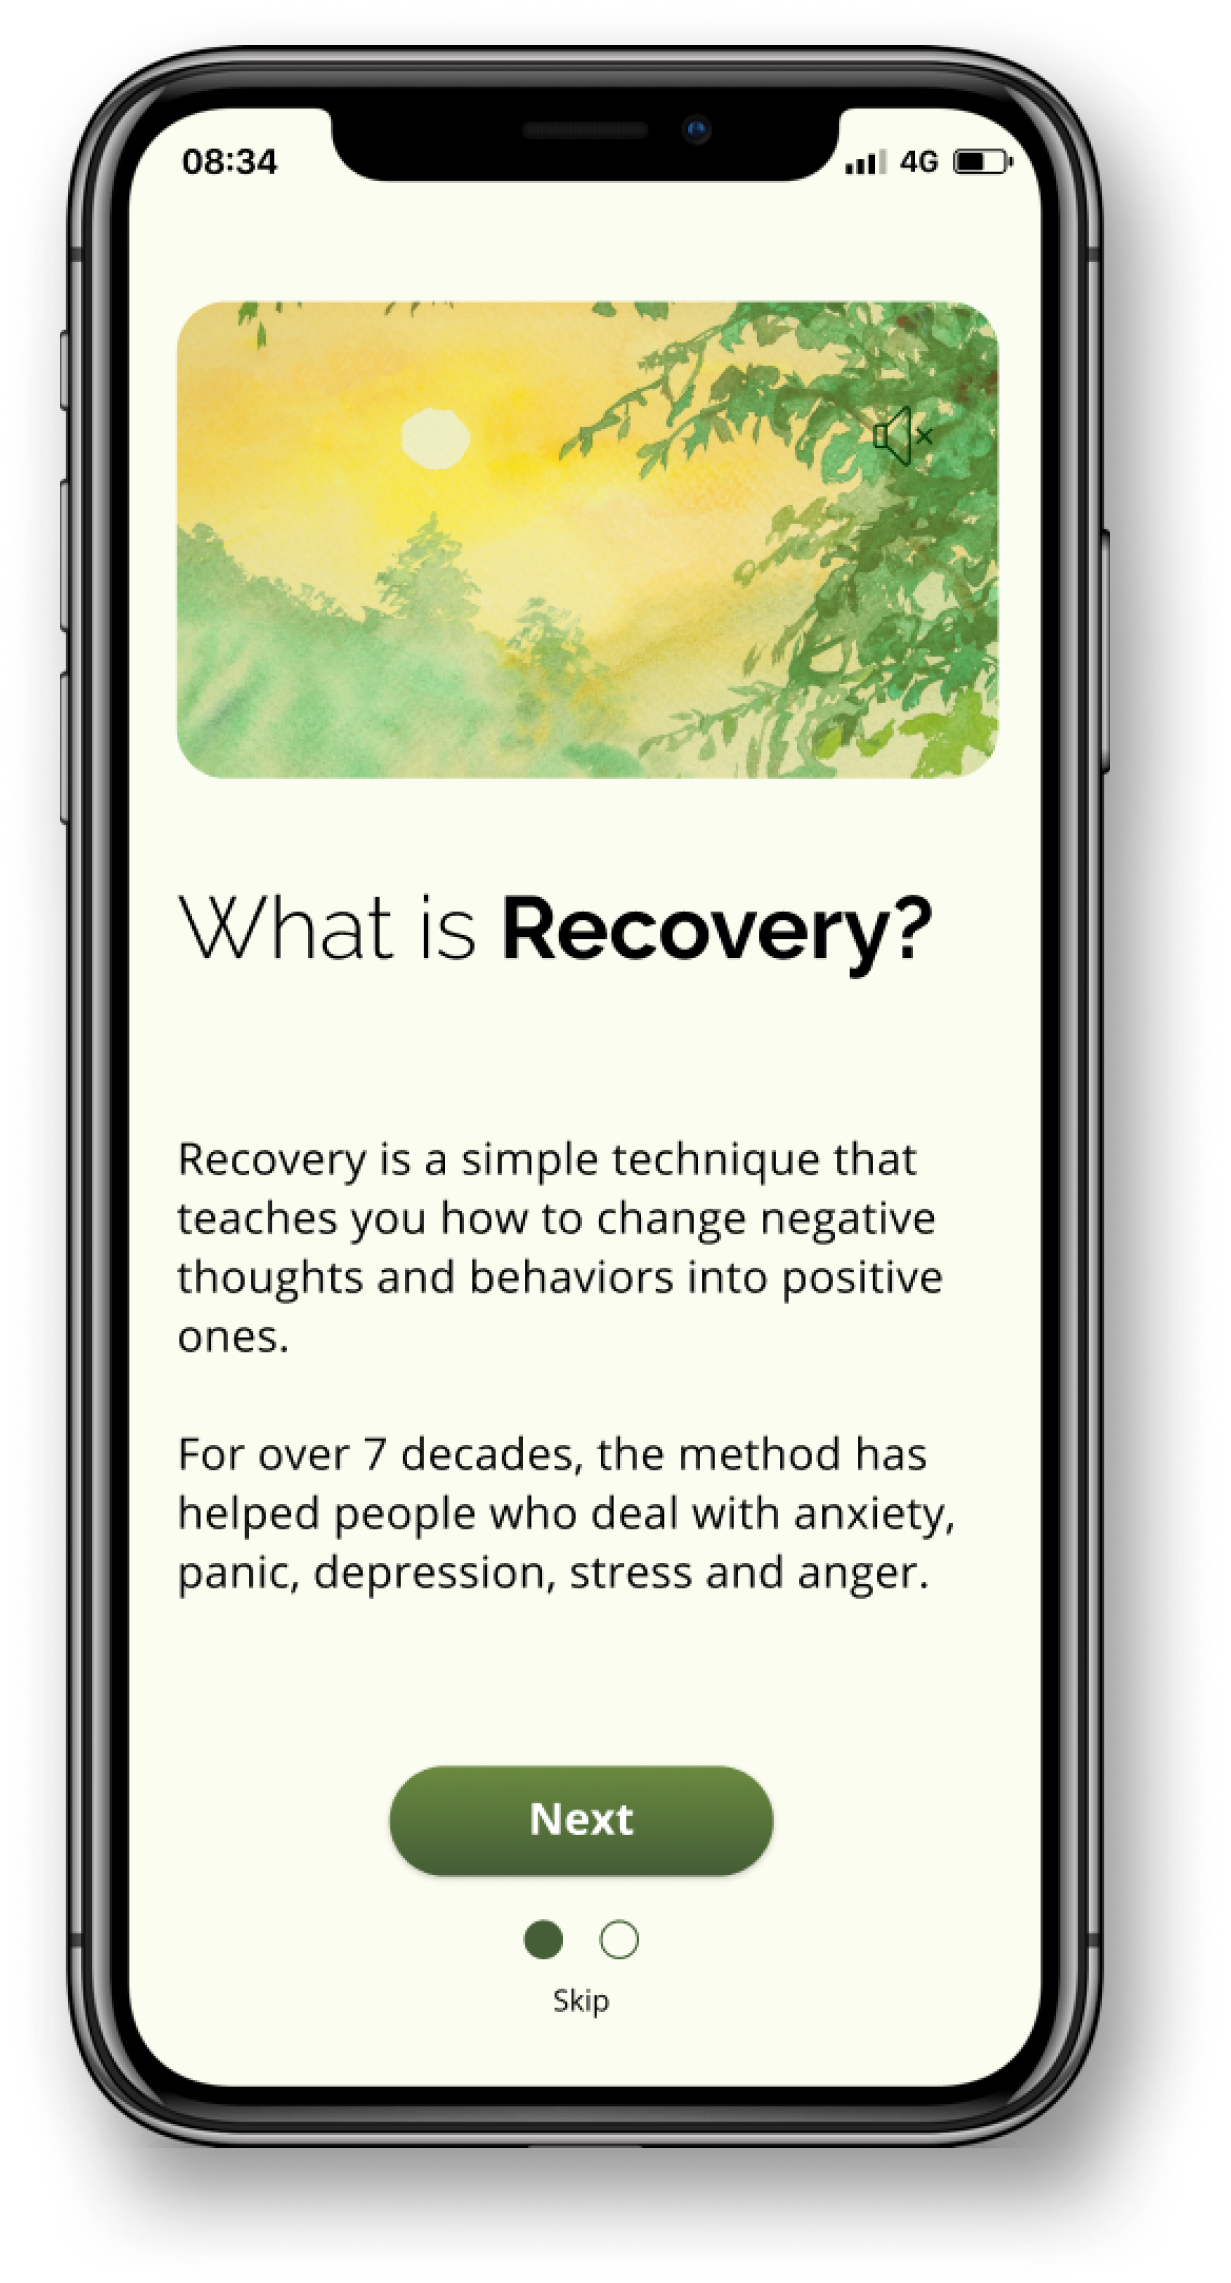 08:34
4G
What is Recovery?
Recovery is a simple technique that
teaches you how to change negative
thoughts and behaviors into positive
ones.
For over 7 decades, the method has
helped people who deal with anxiety,
panic, depression, stress and anger.
Next
Skip